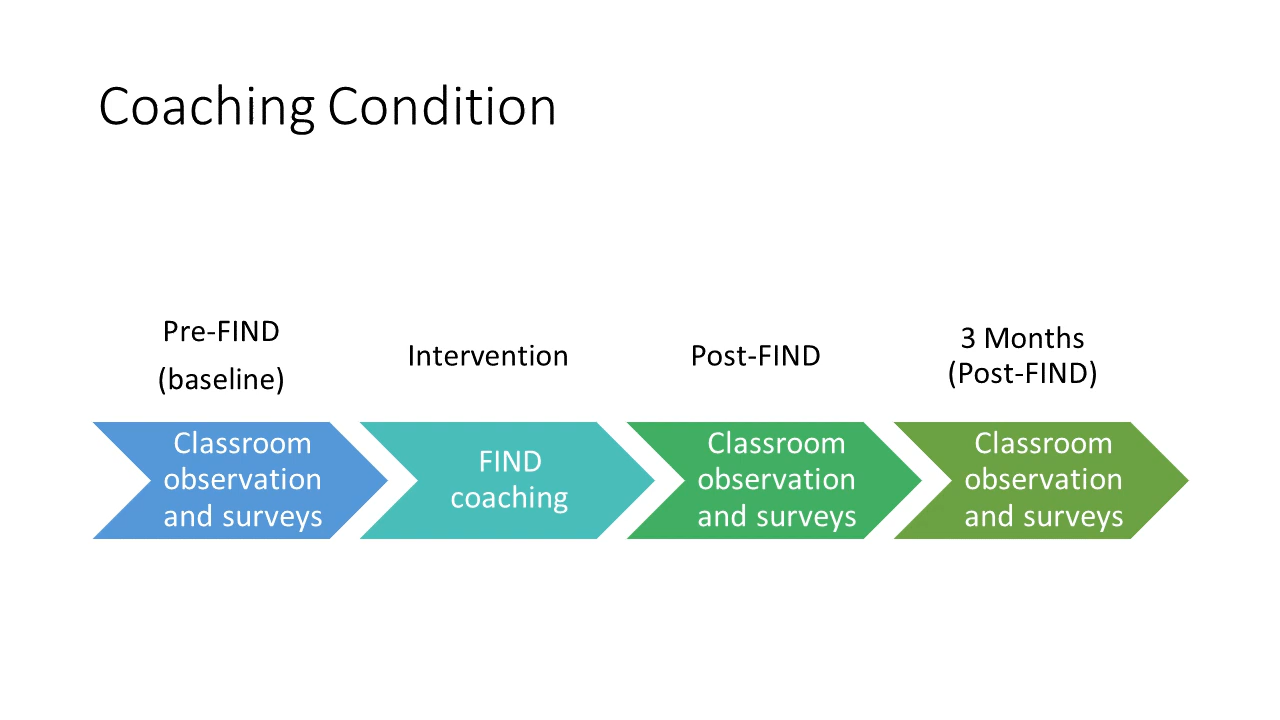 Coaching Condition
Pre-FIND
(baseline)
Intervention
Post-FIND
3 Months
(Post-FIND)
Classroom
observation
and surveys
FIND
coaching
Classroom
observation
and surveys
Classroom
observation
and surveys